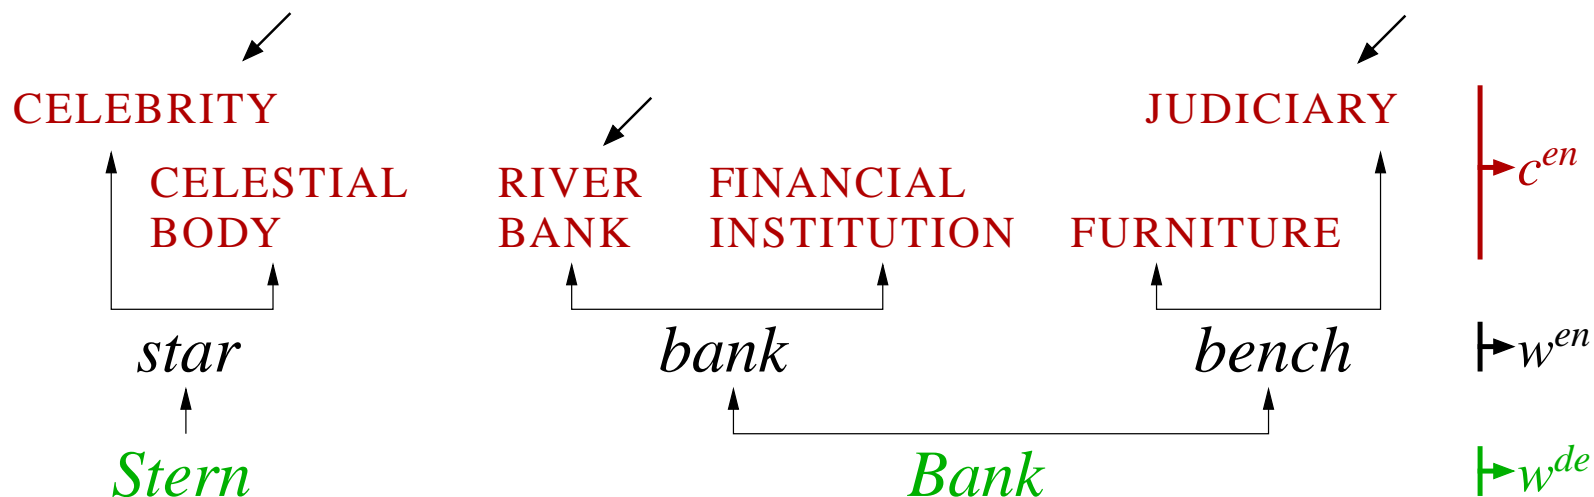 CELEBRITY
JUDICIARY
CELESTIAL
BODY
RIVER
BANK
FINANCIAL
INSTITUTION
FURNITURE
c^en
star
bank
bench
w^en
Stern
Bank
w^de